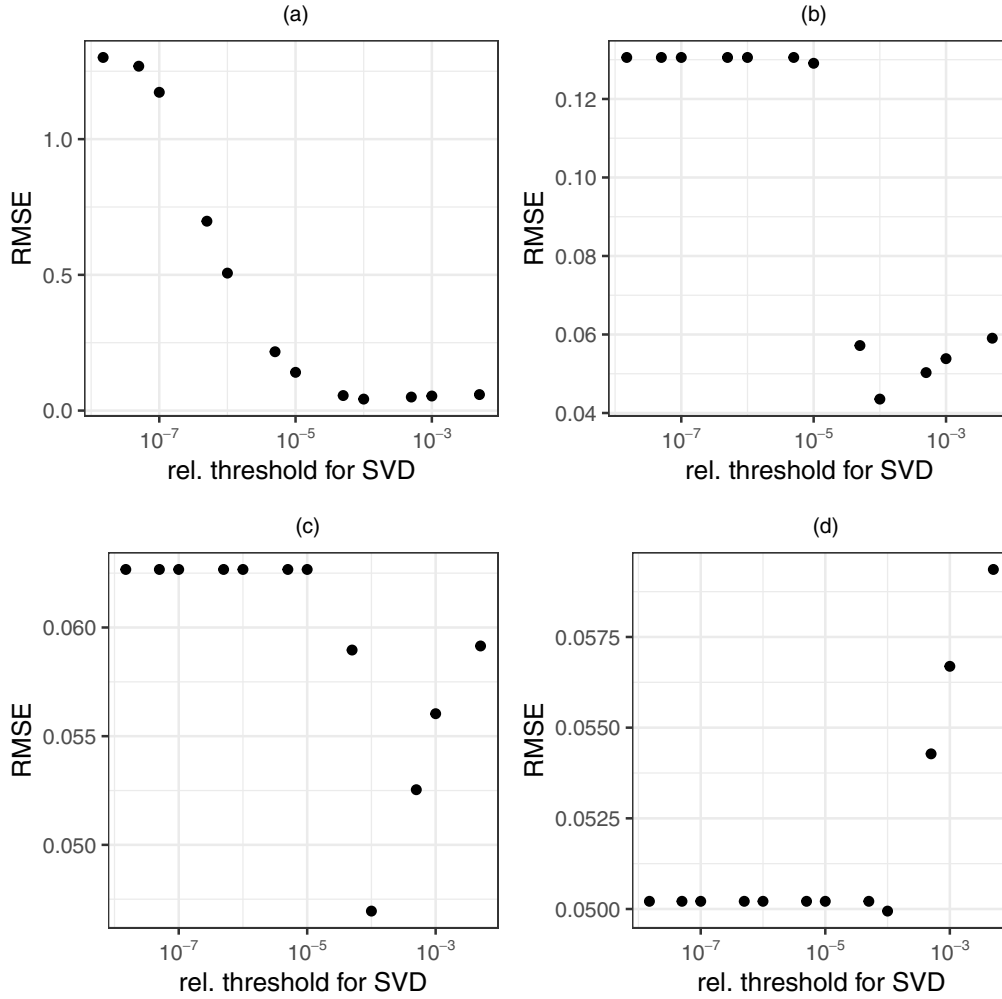 (a)
RMSE
1.0
0.5
0.0
10⁻⁷ 10⁻⁵ 10⁻³
rel. threshold for SVD
(b)
RMSE
0.12
0.10
0.08
0.06
0.04
10⁻⁷ 10⁻⁵ 10⁻³
rel. threshold for SVD
(c)
RMSE
0.060
0.055
0.050
10⁻⁷ 10⁻⁵ 10⁻³
rel. threshold for SVD
(d)
RMSE
0.0575
0.0550
0.0525
0.0500
10⁻⁷ 10⁻⁵ 10⁻³
rel. threshold for SVD